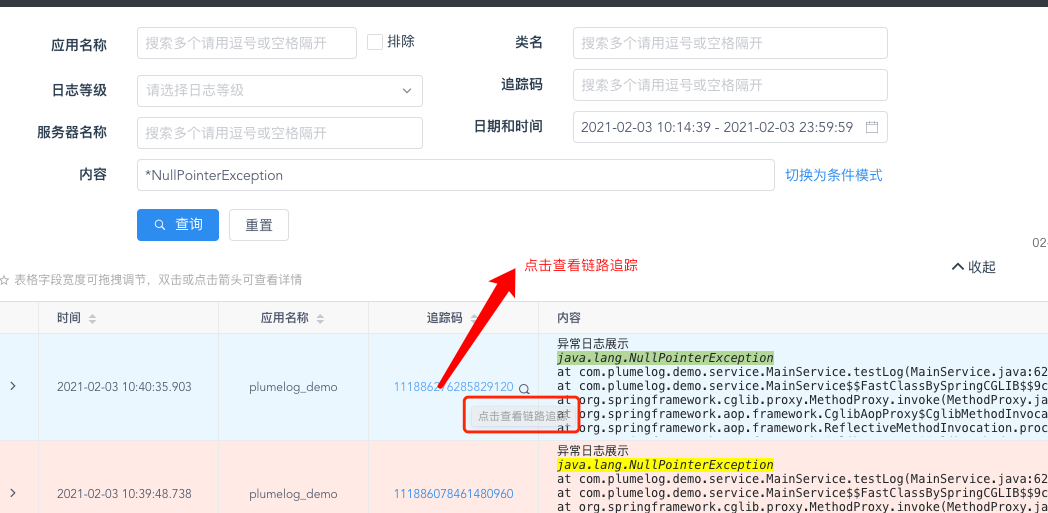 应用名称 搜索多个请用逗号或空格隔开 排除 类名 搜索多个请用逗号或空格隔开
日志等级 请选择日志等级 追踪码 搜索多个请用逗号或空格隔开
服务器名称 搜索多个请用逗号或空格隔开 日期和时间 2021-02-03 10:14:39 - 2021-02-03 23:59:59
内容 *NullPointerException 切换为条件模式
查询 重置
02-
点击查看链路追踪
收起
☆ 表格字段宽度可拖拽调节，双击或点击箭头可查看详情
时间 应用名称 追踪码 内容
异常日志展示
java.lang.NullPointerException
at com.plumelog.demo.service.MainService.testLog(MainService.java:62
2021-02-03 10:40:35.903 plumelog_demo 111886276285829120 at com.plumelog.demo.service.MainService$$FastClassBySpringCGLIB$$9c
at org.springframework.cglib.proxy.MethodProxy.invoke(MethodProxy.ja
点击查看链路追踪 at org.springframework.aop.framework.CglibAopProxy$CglibMethodInvoca
at org.springframework.aop.framework.ReflectiveMethodInvocation.proc
异常日志展示
java.lang.NullPointerException
at com.plumelog.demo.service.MainService.testLog(MainService.java:62
2021-02-03 10:39:48.738 plumelog_demo 111886078461480960 at com.plumelog.demo.service.MainService$$FastClassBySpringCGLIB$$9c
at org.springframework.cglib.proxy.MethodProxy.invoke(MethodProxy.ja